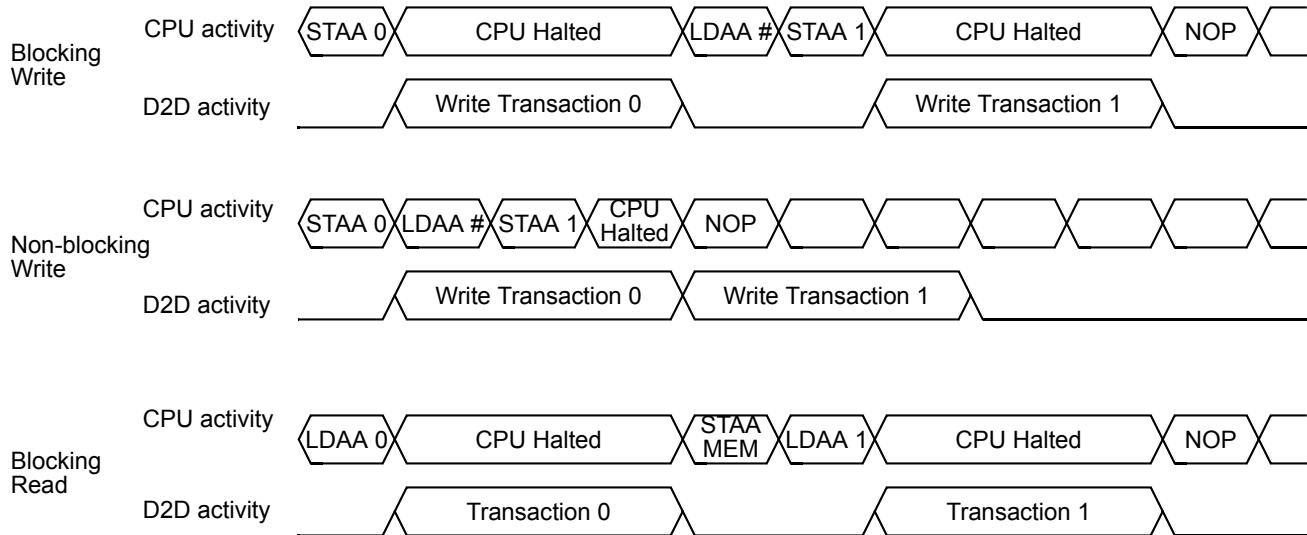 Blocking
Write
CPU activity
STAA 0
CPU Halted
LDAA #
STAA 1
CPU Halted
NOP
D2D activity
Write Transaction 0
Write Transaction 1
Non-blocking
Write
CPU activity
STAA 0
LDAA #
STAA 1
CPU
Halted
NOP
D2D activity
Write Transaction 0
Write Transaction 1
Blocking
Read
CPU activity
LDAA 0
CPU Halted
STAA
MEM
LDAA 1
CPU Halted
NOP
D2D activity
Transaction 0
Transaction 1